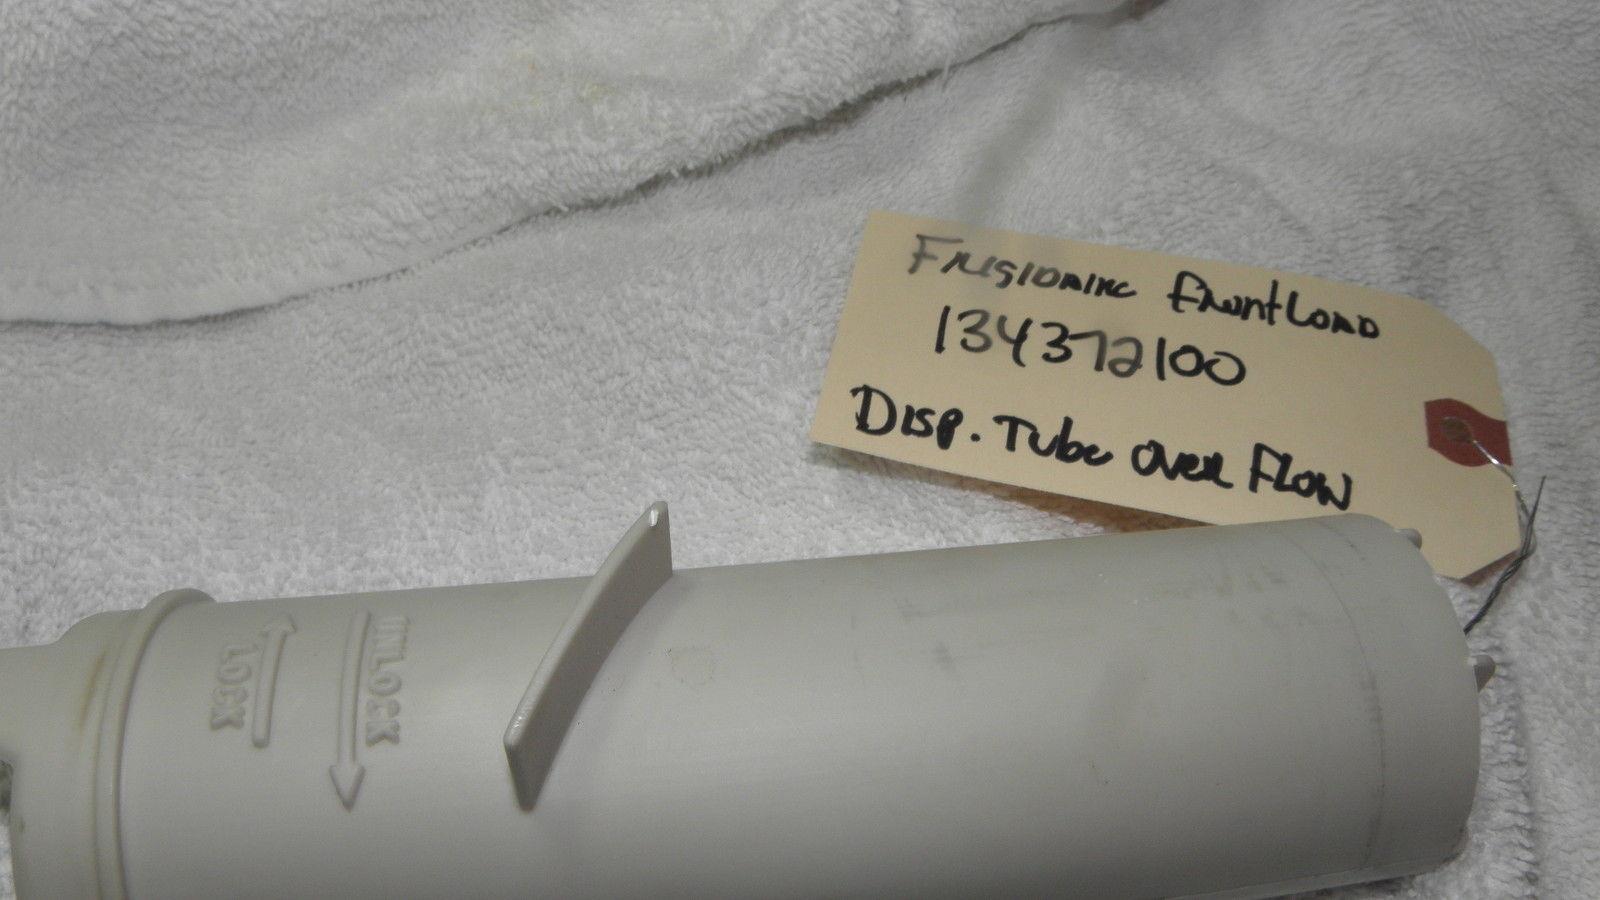 Frigidaire FrontLoad
134372100
Disp. Tube Over Flow
LOCK
UNLOCK